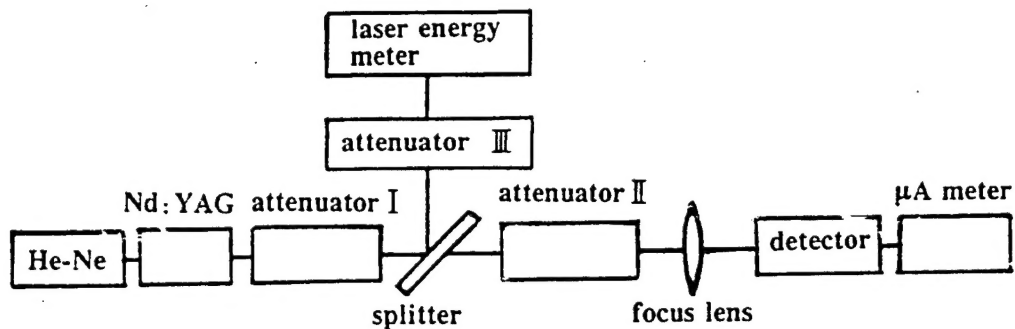 laser energy
meter
attenuator Ⅲ
Nd:YAG attenuator Ⅰ
attenuator Ⅱ
μA meter
He-Ne
detector
splitter
focus lens